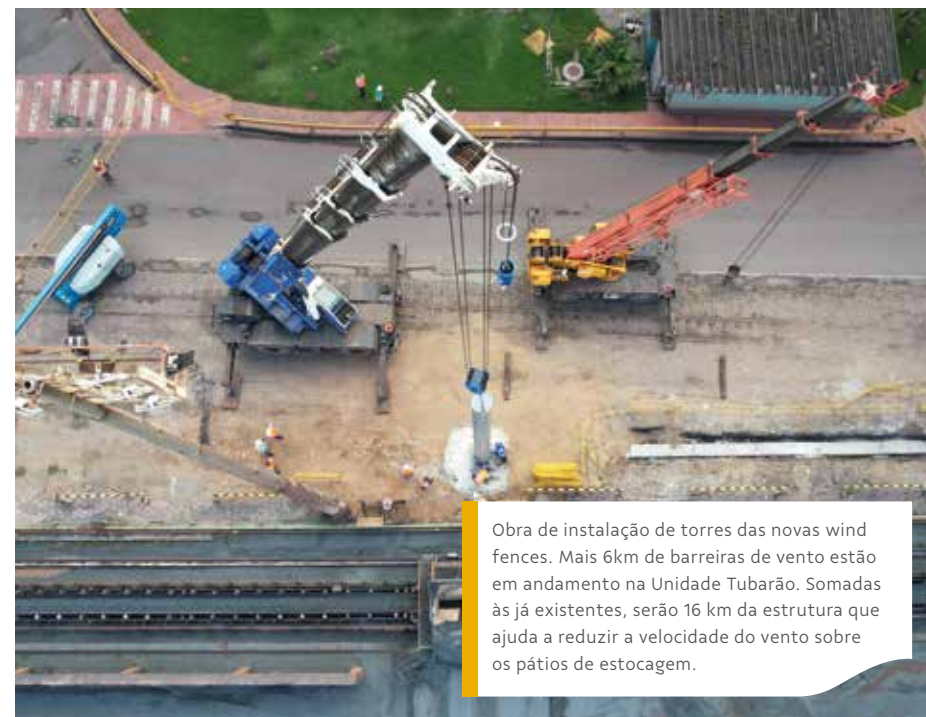 Obra de instalação de torres das novas wind
fences. Mais 6km de barreiras de vento estão
em andamento na Unidade Tubarão. Somadas
às já existentes, serão 16 km da estrutura que
ajuda a reduzir a velocidade do vento sobre
os pátios de estocagem.